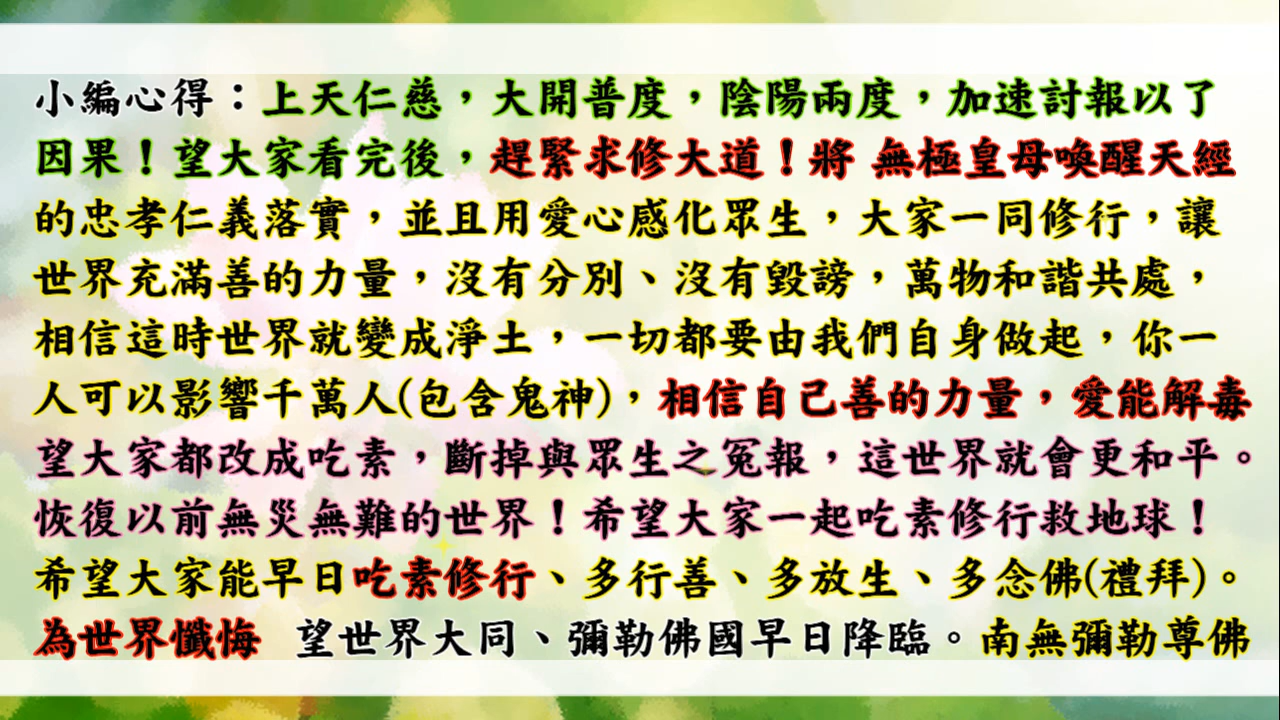 小編心得：上天仁慈，大開普度，陰陽兩度，加速討報以了
因果！望大家看完後，趕緊求修大道！將 無極皇母喚醒天經
的忠孝仁義落實，並且用愛心感化眾生，大家一同修行，讓
世界充滿善的力量，沒有分別、沒有毀謗，萬物和諧共處，
相信這時世界就變成淨土，一切都要由我們自身做起，你一
人可以影響千萬人(包含鬼神)，相信自己善的力量，愛能解毒
望大家都改成吃素，斷掉與眾生之冤報，這世界就會更和平。
恢復以前無災無難的世界！希望大家一起吃素修行救地球！
希望大家能早日吃素修行、多行善、多放生、多念佛(禮拜)。
為世界懺悔 望世界大同、彌勒佛國早日降臨。南無彌勒尊佛